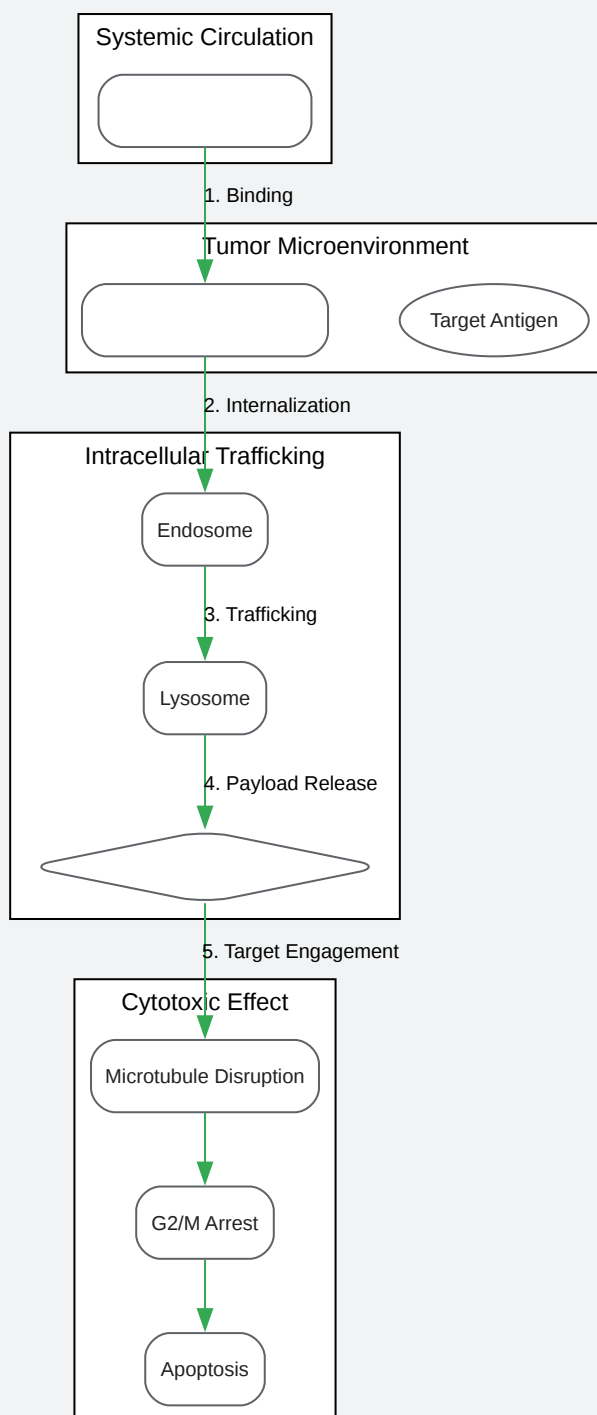 Systemic Circulation
1. Binding
Tumor Microenvironment
Target Antigen
2. Internalization
Intracellular Trafficking
Endosome
3. Trafficking
Lysosome
4. Payload Release
5. Target Engagement
Cytotoxic Effect
Microtubule Disruption
G2/M Arrest
Apoptosis